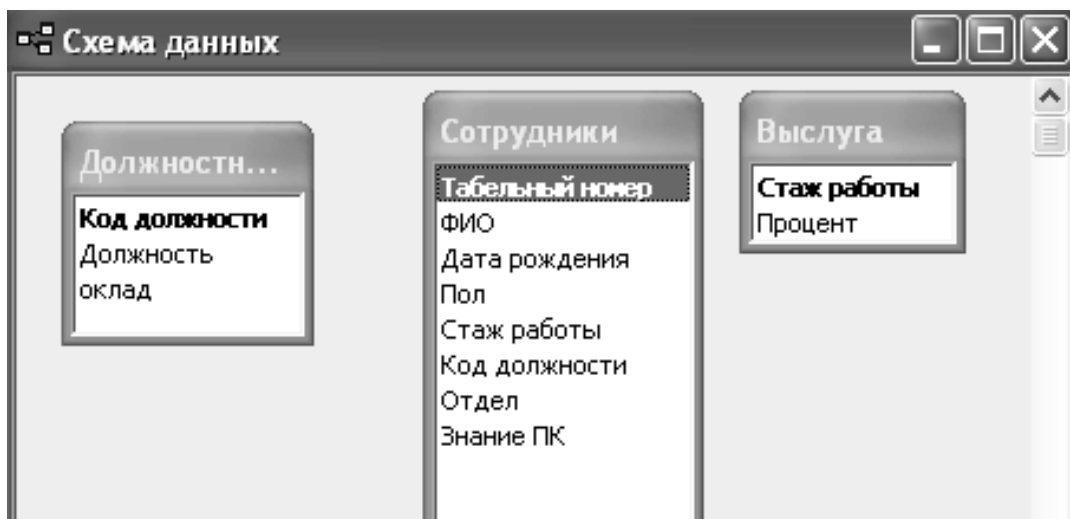 Схема данных
Должностн...
Код должности
Должность
оклад
Сотрудники
Табельный номер
ФИО
Дата рождения
Пол
Стаж работы
Код должности
Отдел
Знание ПК
Выслуга
Стаж работы
Процент